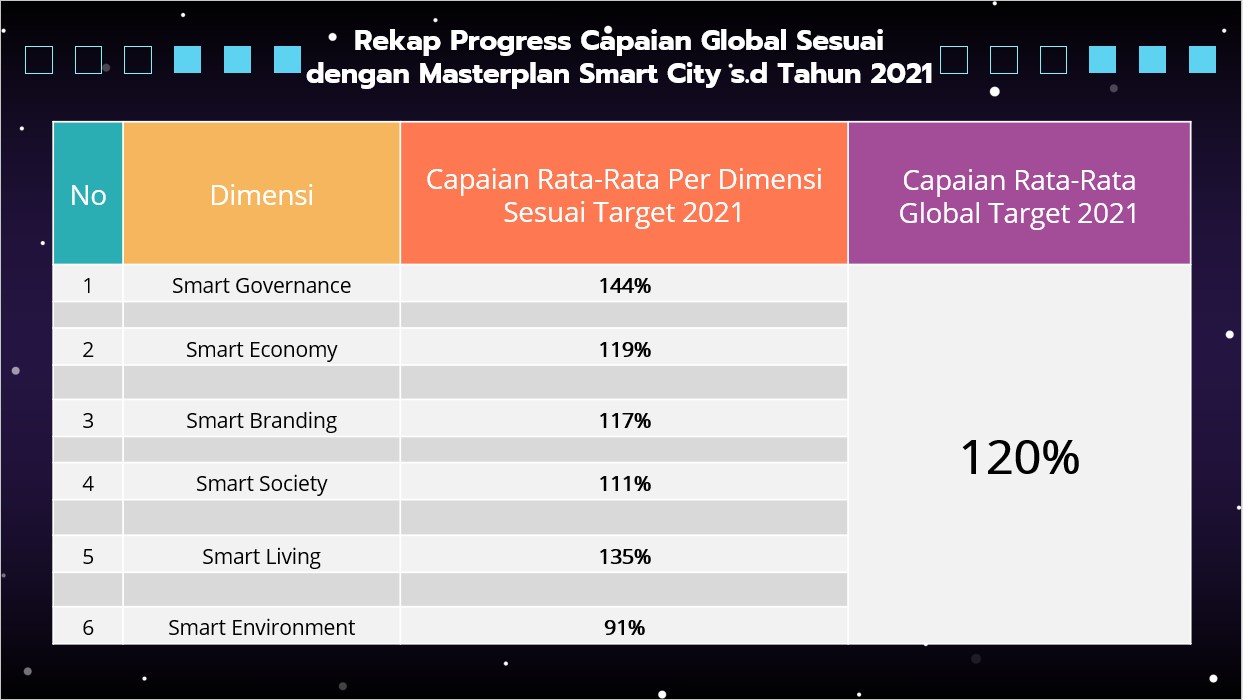 Rekap Progress Capaian Global Sesuai
dengan Masterplan Smart City s.d Tahun 2021
No
Dimensi
Capaian Rata-Rata Per Dimensi
Sesuai Target 2021
Capaian Rata-Rata
Global Target 2021
1 Smart Governance 144%
2 Smart Economy 119%
3 Smart Branding 117%
120%
4 Smart Society 111%
5 Smart Living 135%
6 Smart Environment 91%